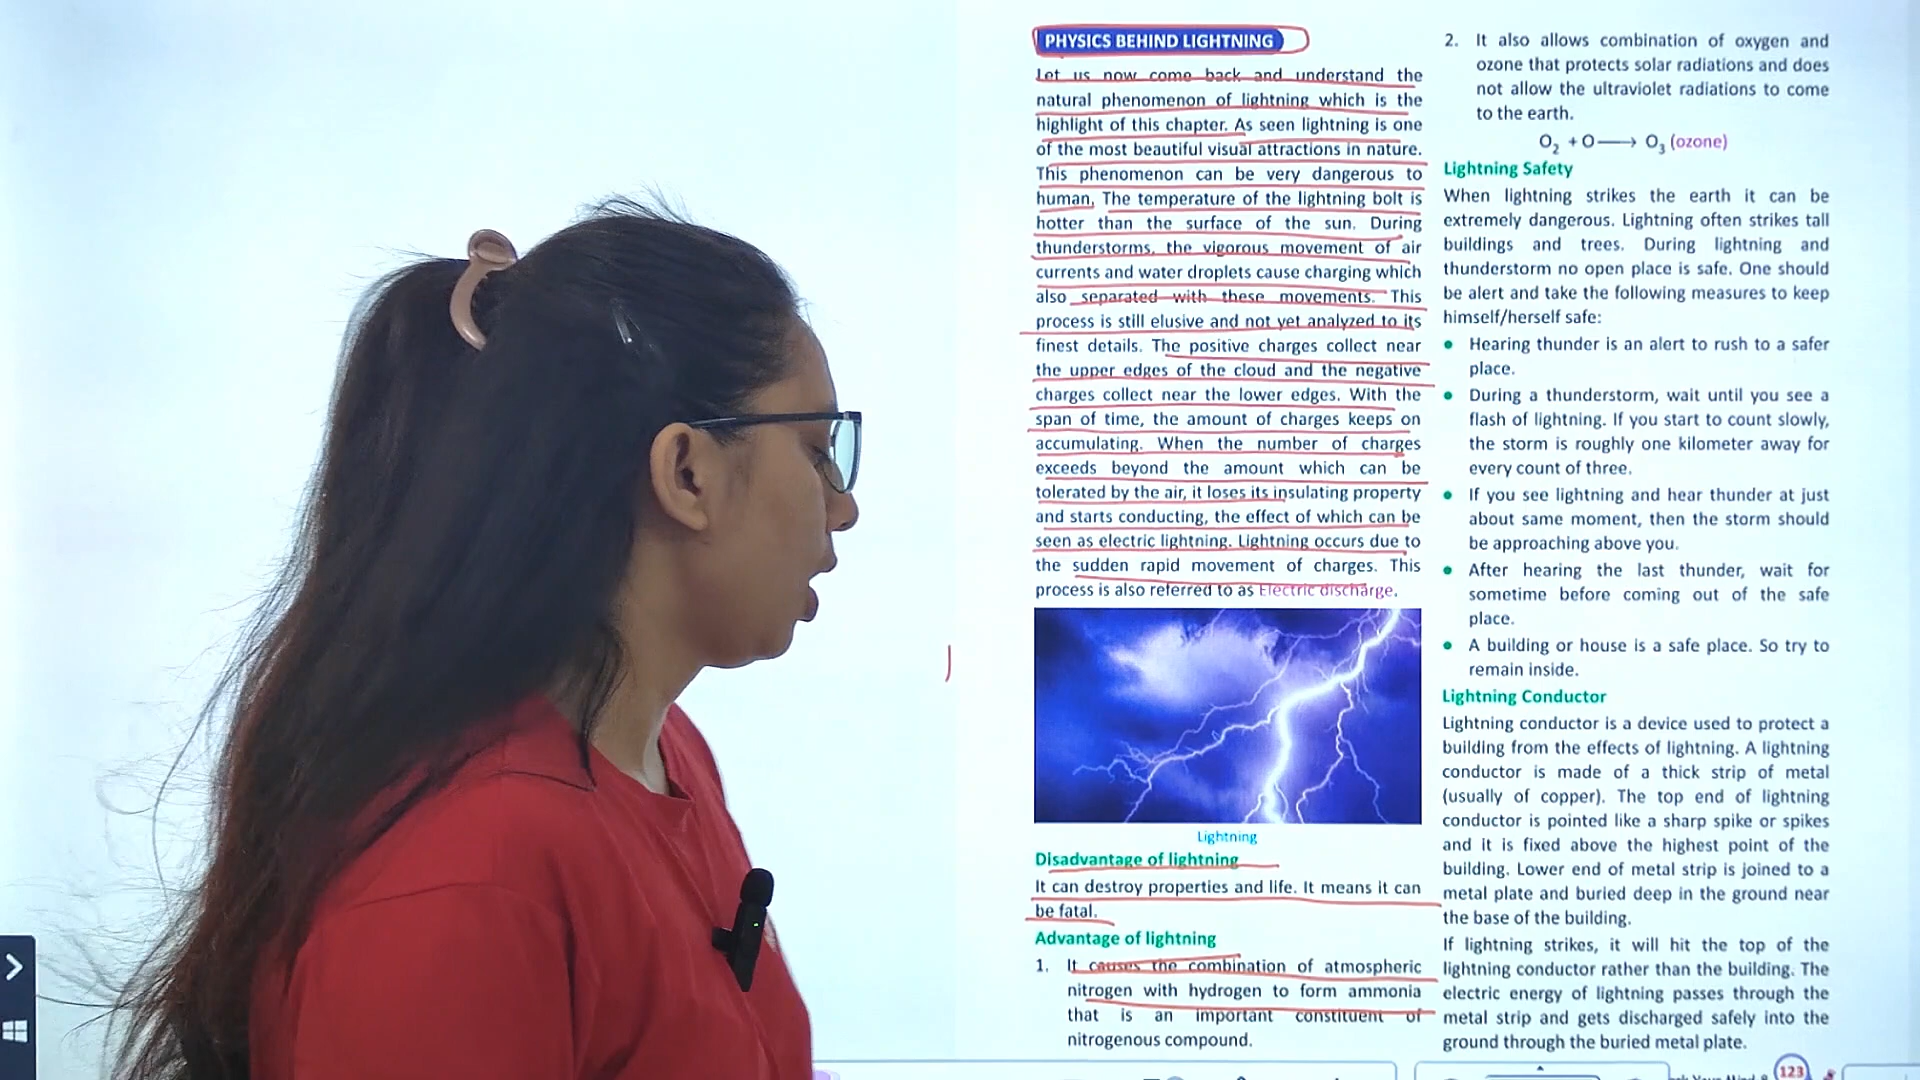 PHYSICS BEHIND LIGHTNING
Let us now come back and understand the
natural phenomenon of lightning which is the
highlight of this chapter. As seen lightning is one
of the most beautiful visual attractions in nature.
This phenomenon can be very dangerous to
human. The temperature of the lightning bolt is
hotter than the surface of the sun. During
thunderstorms, the vigorous movement of air
currents and water droplets cause charging which
also separated with these movements. This
process is still elusive and not yet analyzed to its
finest details. The positive charges collect near
the upper edges of the cloud and the negative
charges collect near the lower edges. With the
span of time, the amount of charges keeps on
accumulating. When the number of charges
exceeds beyond the amount which can be
tolerated by the air, it loses its insulating property
and starts conducting, the effect of which can be
seen as electric lightning. Lightning occurs due to
the sudden rapid movement of charges. This
process is also referred to as Electric discharge.
Lightning
Disadvantage of lightning
It can destroy properties and life. It means it can
be fatal.
Advantage of lightning
1. It causes the combination of atmospheric
nitrogen with hydrogen to form ammonia
that is an important constituent of
nitrogenous compound.
2. It also allows combination of oxygen and
ozone that protects solar radiations and does
not allow the ultraviolet radiations to come
to the earth.
O₂ + O ⟶ O₃ (ozone)
Lightning Safety
When lightning strikes the earth it can be
extremely dangerous. Lightning often strikes tall
buildings and trees. During lightning and
thunderstorm no open place is safe. One should
be alert and take the following measures to keep
himself/herself safe:
• Hearing thunder is an alert to rush to a safer
place.
• During a thunderstorm, wait until you see a
flash of lightning. If you start to count slowly,
the storm is roughly one kilometer away for
every count of three.
• If you see lightning and hear thunder at just
about same moment, then the storm should
be approaching above you.
• After hearing the last thunder, wait for
sometime before coming out of the safe
place.
• A building or house is a safe place. So try to
remain inside.
Lightning Conductor
Lightning conductor is a device used to protect a
building from the effects of lightning. A lightning
conductor is made of a thick strip of metal
(usually of copper). The top end of lightning
conductor is pointed like a sharp spike or spikes
and it is fixed above the highest point of the
building. Lower end of metal strip is joined to a
metal plate and buried deep in the ground near
the base of the building.
If lightning strikes, it will hit the top of the
lightning conductor rather than the building. The
electric energy of lightning passes through the
metal strip and gets discharged safely into the
ground through the buried metal plate.
123